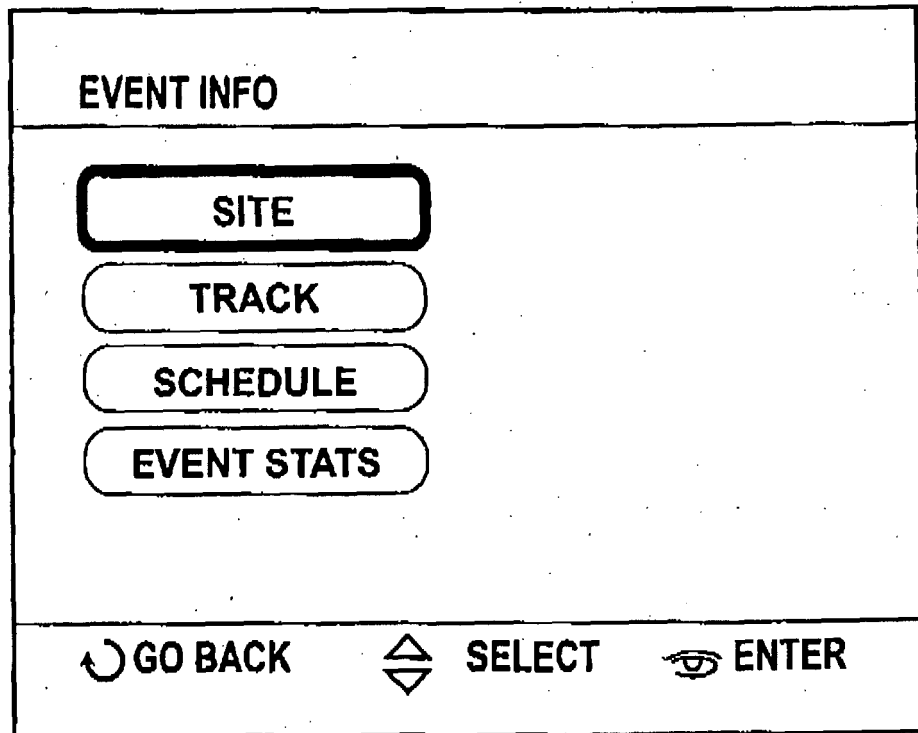 EVENT INFO
SITE
TRACK
SCHEDULE
EVENT STATS
GO BACK SELECT ENTER